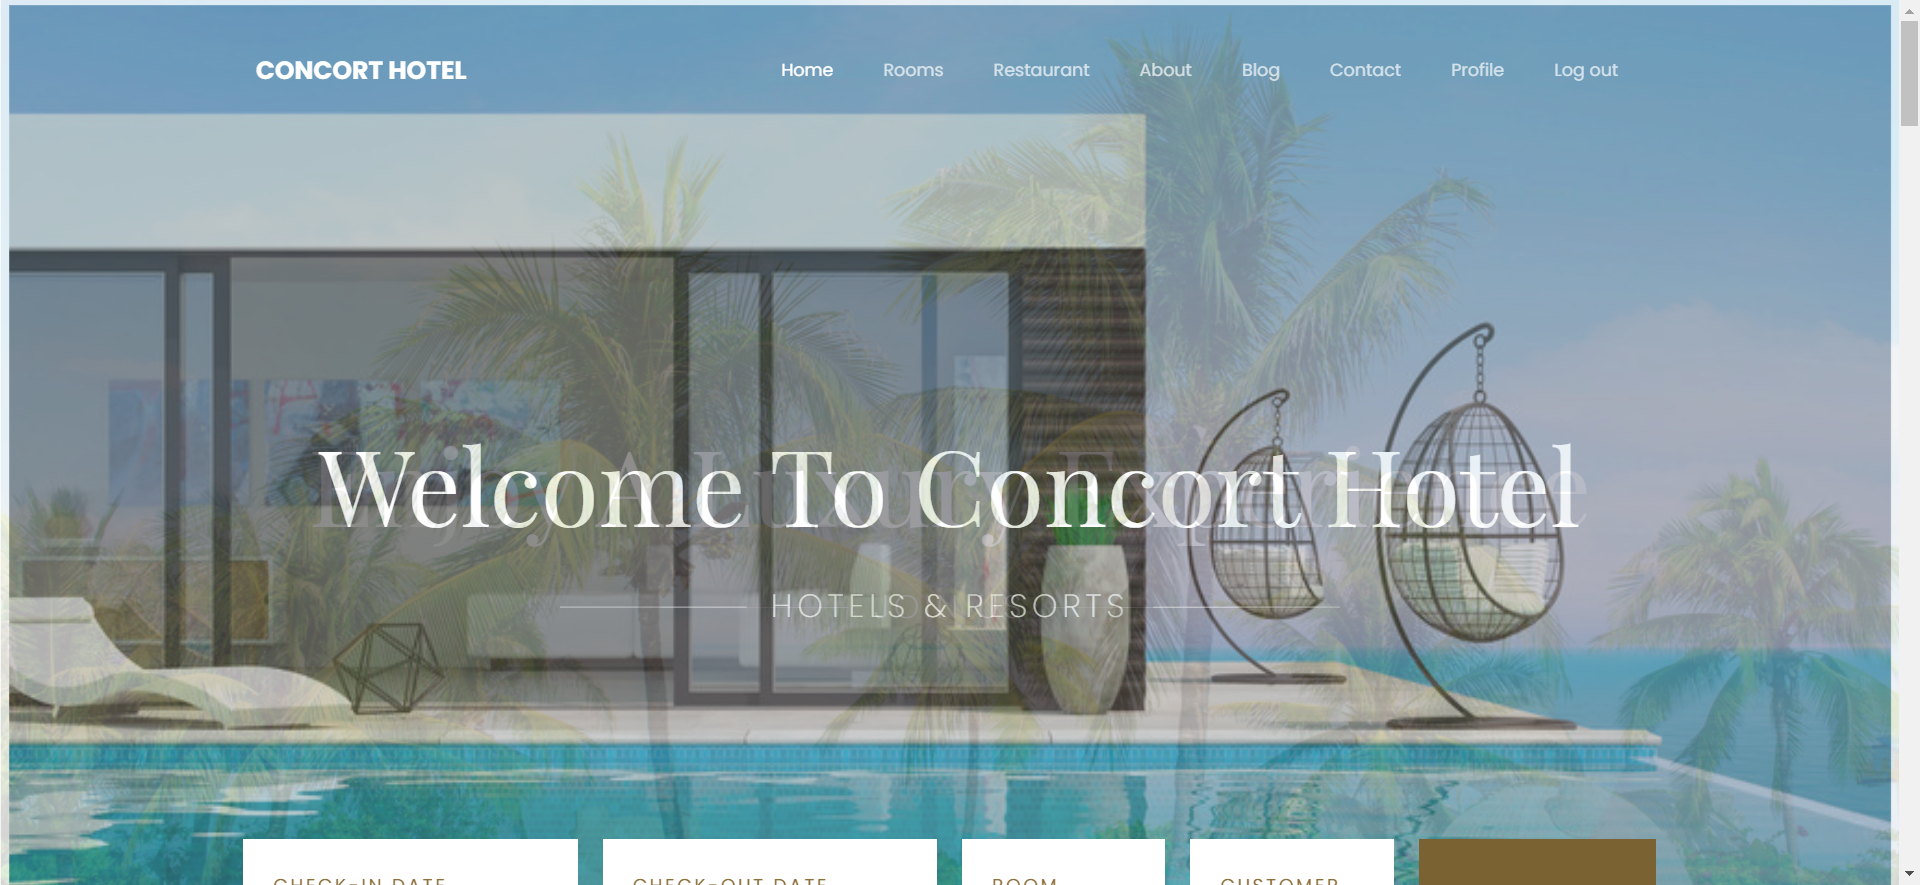 CONCORT HOTEL
Home Rooms Restaurant About Blog Contact Profile Log out
Welcome To Concort Hotel
HOTELS & RESORTS
CHECK-IN DATE CHECK-OUT DATE ROOM CUSTOMER